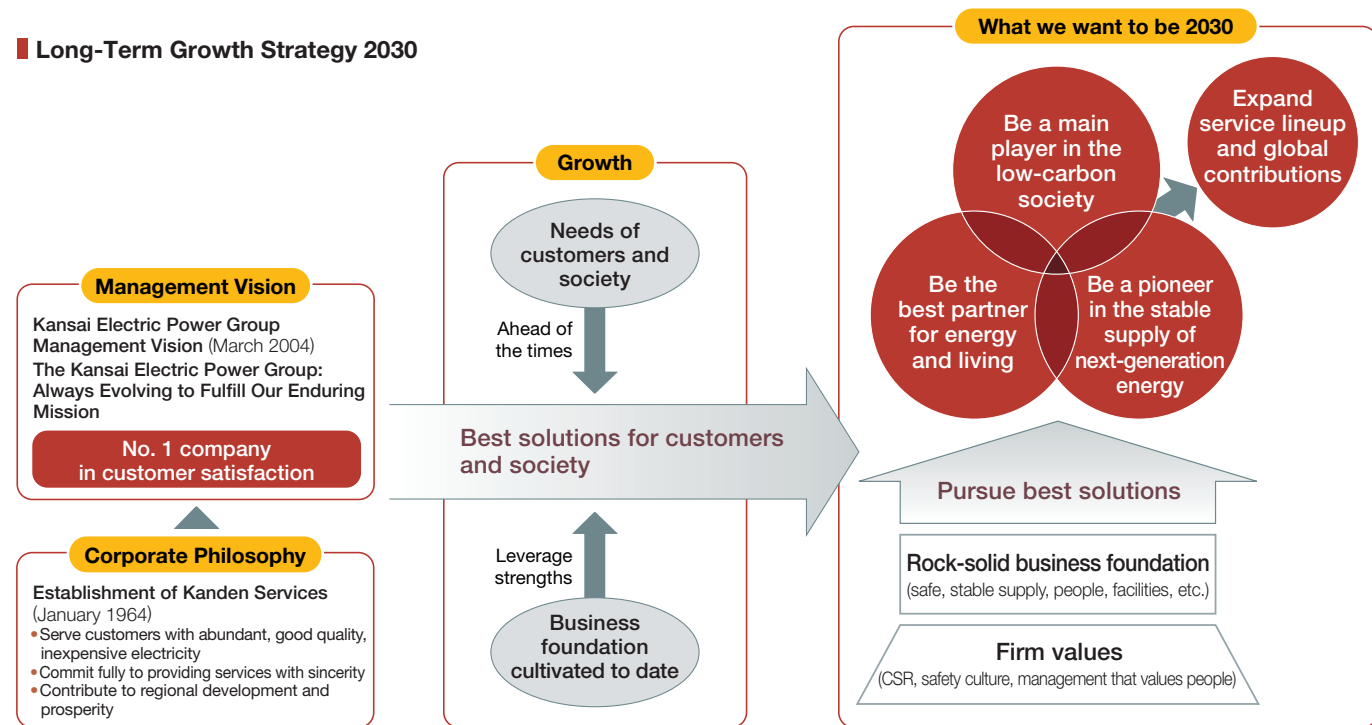 Long-Term Growth Strategy 2030
Management Vision
Kansai Electric Power Group
Management Vision (March 2004)
The Kansai Electric Power Group:
Always Evolving to Fulfill Our Enduring
Mission
No. 1 company
in customer satisfaction
Corporate Philosophy
Establishment of Kanden Services
(January 1964)
• Serve customers with abundant, good quality,
inexpensive electricity
• Commit fully to providing services with sincerity
• Contribute to regional development and
prosperity
Growth
Needs of
customers and
society
Ahead of
the times
Best solutions for customers
and society
Leverage
strengths
Business
foundation
cultivated to date
What we want to be 2030
Be a main
player in the
low-carbon
society
Expand
service lineup
and global
contributions
Be the
best partner
for energy
and living
Be a pioneer
in the stable
supply of
next-generation
energy
Pursue best solutions
Rock-solid business foundation
(safe, stable supply, people, facilities, etc.)
Firm values
(CSR, safety culture, management that values people)